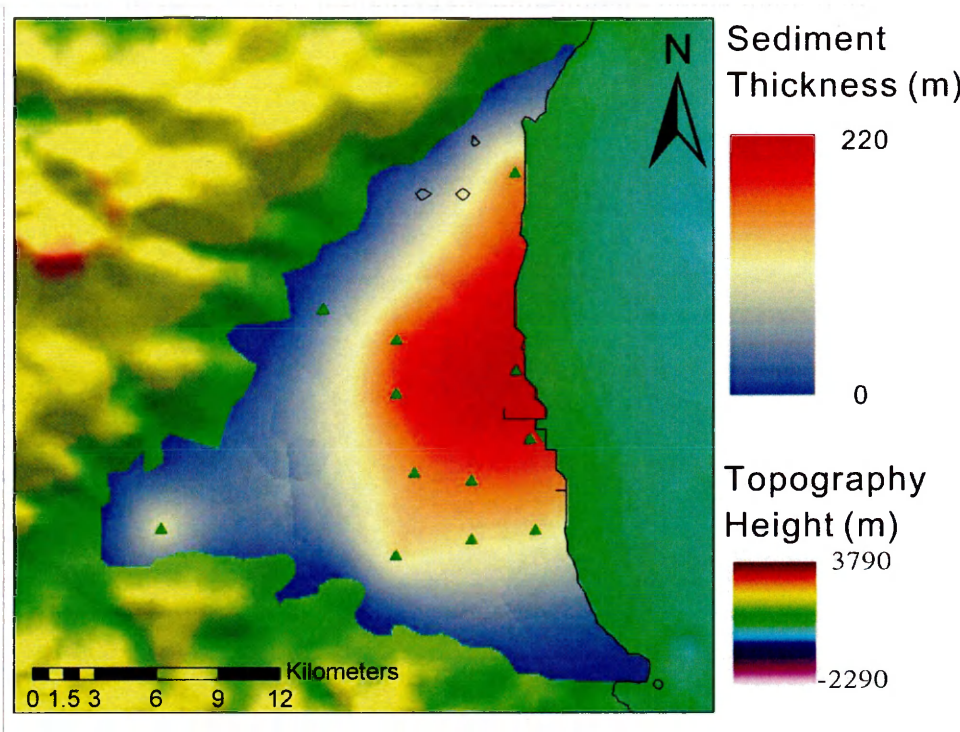 N
Sediment
Thickness (m)
220
0
Topography
Height (m)
3790
-2290
Kilometers
0 1.5 3 6 9 12